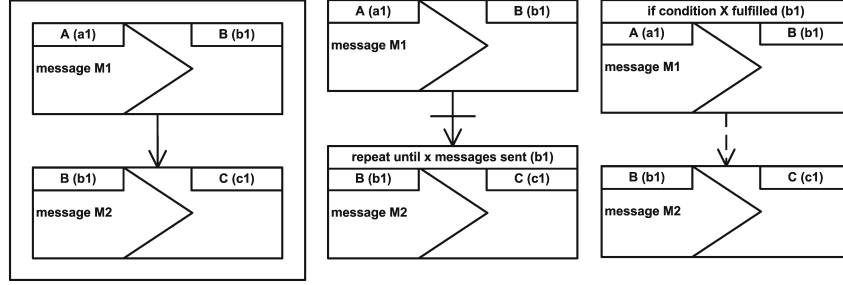 A (a1) B (b1)
message M1
B (b1) C (c1)
message M2
A (a1) B (b1)
message M1
repeat until x messages sent (b1)
B (b1) C (c1)
message M2
if condition X fulfilled (b1)
A (a1) B (b1)
message M1
B (b1) C (c1)
message M2